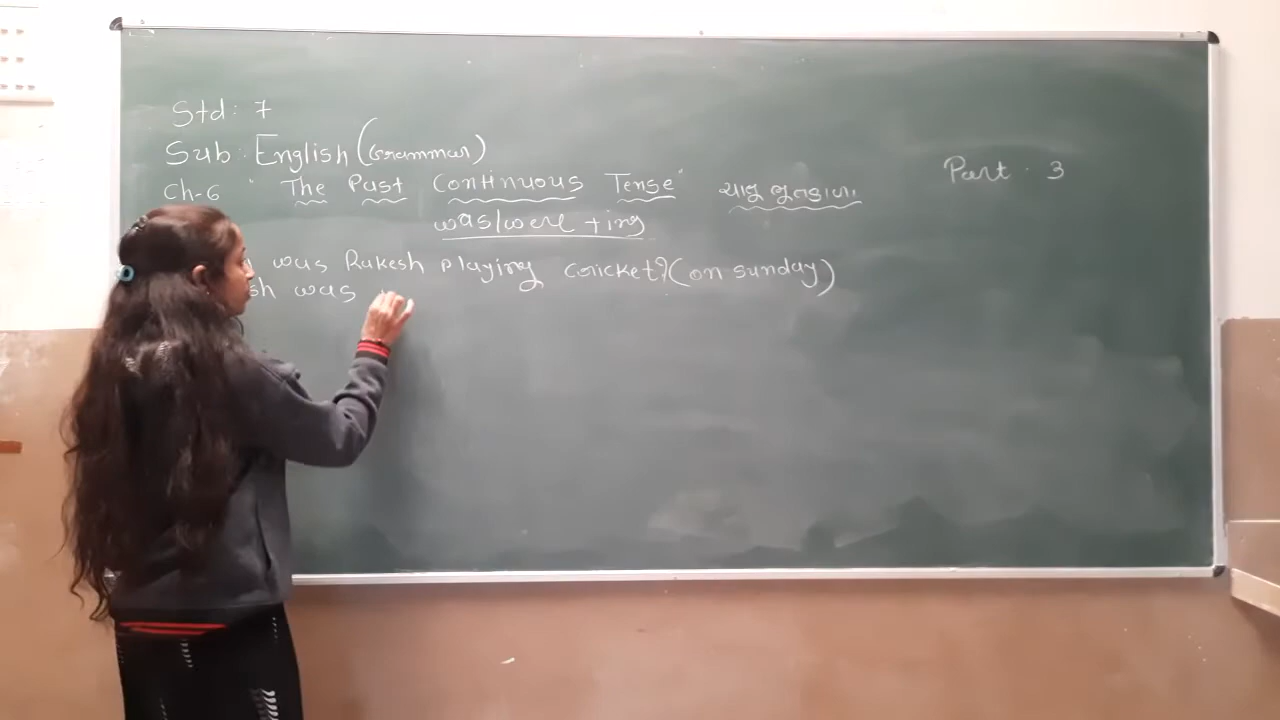 Std: 7
Sub: English (Grammar)
Part. 3
Ch-6 " The Past Continuous Tense" ચાલુ ભૂતકાળ
was/were + ing
was Rakesh playing cricket? (on sunday)
sh was